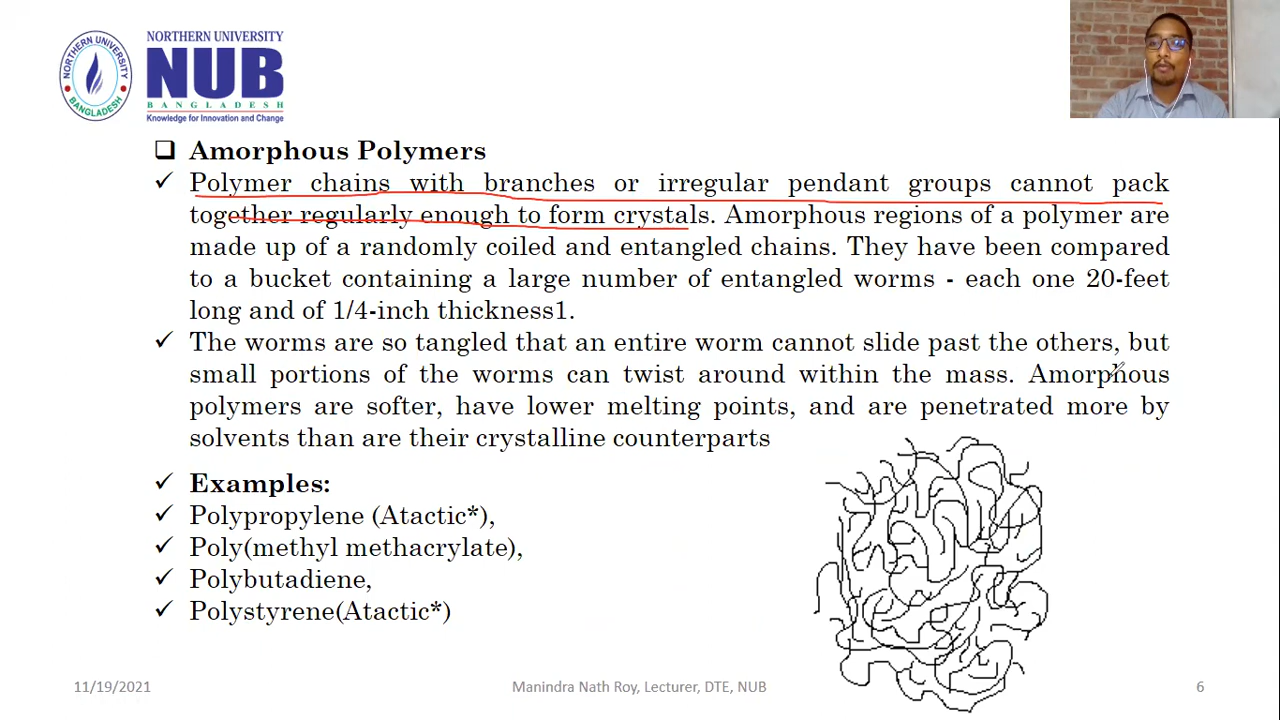 NORTHERN UNIVERSITY
BANGLADESH
NORTHERN UNIVERSITY
NUB
BANGLADESH
Knowledge for Innovation and Change
❑ Amorphous Polymers
✓ Polymer chains with branches or irregular pendant groups cannot pack
together regularly enough to form crystals. Amorphous regions of a polymer are
made up of a randomly coiled and entangled chains. They have been compared
to a bucket containing a large number of entangled worms - each one 20-feet
long and of 1/4-inch thickness1.
✓ The worms are so tangled that an entire worm cannot slide past the others, but
small portions of the worms can twist around within the mass. Amorphous
polymers are softer, have lower melting points, and are penetrated more by
solvents than are their crystalline counterparts
✓ Examples:
✓ Polypropylene (Atactic*),
✓ Poly(methyl methacrylate),
✓ Polybutadiene,
✓ Polystyrene(Atactic*)
11/19/2021
Manindra Nath Roy, Lecturer, DTE, NUB
6